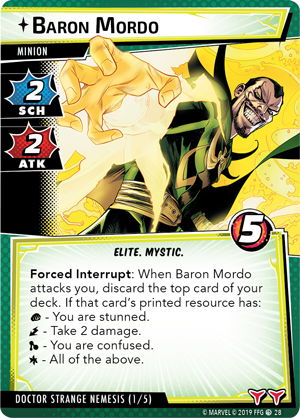 BARON MORDO
MINION
2
SCH
2
ATK
5
ELITE. MYSTIC.
Forced Interrupt: When Baron Mordo
attacks you, discard the top card of your
deck. If that card's printed resource has:
- You are stunned.
- Take 2 damage.
- You are confused.
- All of the above.
DOCTOR STRANGE NEMESIS (1/5)
© MARVEL © 2019 FFG 28